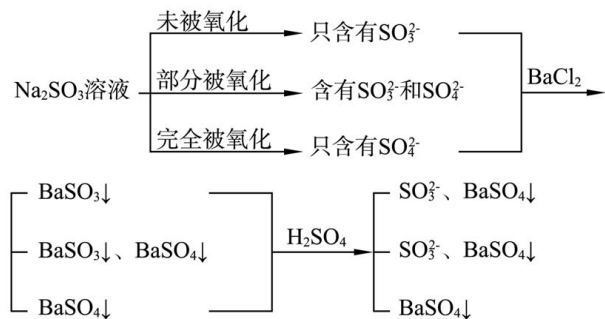 未被氧化 只含有SO₃²⁻
Na₂SO₃溶液 部分被氧化 含有SO₃²⁻和SO₄²⁻ BaCl₂
完全被氧化 只含有SO₄²⁻
BaSO₃↓ SO₃²⁻、BaSO₄↓
BaSO₃↓、BaSO₄↓ H₂SO₄ SO₃²⁻、BaSO₄↓
BaSO₄↓ BaSO₄↓